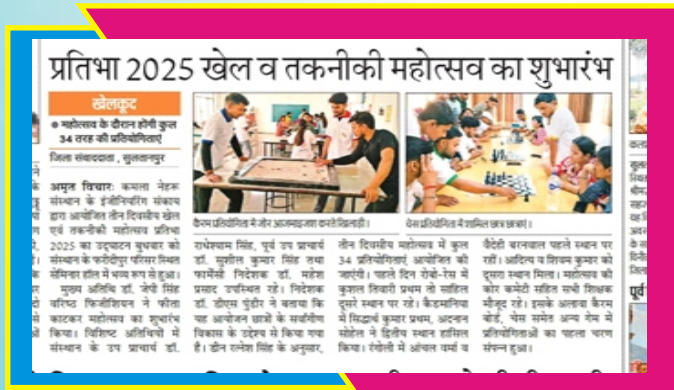 प्रतिभा 2025 खेल व तकनीकी महोत्सव का शुभारंभ
खेलकूद
महोत्सव के दौरान होंगी कुल
34 तरह की प्रतियोगिताएं
जिला संवाददाता, सुलतानपुर
अमृत विचारः कमला नेहरू
संस्थान के इंजीनियरिंग संकाय
द्वारा आयोजित तीन दिवसीय खेल
एवं तकनीकी महोत्सव प्रतिभा
2025 का उद्घाटन बुधवार को
संस्थान के फरीदीपुर परिसर स्थित
सेमिनार हॉल में भव्य रूप से हुआ।
मुख्य अतिथि डॉ. जेपी सिंह
वरिष्ठ फिजीशियन ने फीता
काटकर महोत्सव का शुभारंभ
किया। विशिष्ट अतिथियों में
संस्थान के उप प्राचार्य डॉ.
कैरम प्रतियोगिता में जोर आजमाइश करते खिलाड़ी।
राधेश्याम सिंह, पूर्व उप प्राचार्य
डॉ. सुशील कुमार सिंह तथा
फार्मेसी निदेशक डॉ. महेश
प्रसाद उपस्थित रहे। निदेशक
डॉ. डीएस पुंडीर ने बताया कि
यह आयोजन छात्रों के सर्वांगीण
विकास के उद्देश्य से किया गया
है। डीन रत्नेश सिंह के अनुसार,
चेस प्रतियोगिता में शामिल छात्र छात्राएं।
तीन दिवसीय महोत्सव में कुल
34 प्रतियोगिताएं आयोजित की
जाएंगी। पहले दिन रोबो-रेस में
कुशल तिवारी प्रथम तो साहिल
दूसरे स्थान पर रहे। कैडमानिया
में सिद्धार्थ कुमार प्रथम, अदनान
सोहेल ने द्वितीय स्थान हासिल
किया। रंगोली में आंचल वर्मा व
वैदेही बरनवाल पहले स्थान पर
रहीं। आदित्य व शिवम कुमार को
दूसरा स्थान मिला। महोत्सव की
कोर कमेटी सहित सभी शिक्षक
मौजूद रहे। इसके अलावा कैरम
बोर्ड, चेस समेत अन्य गेम में
प्रतियोगिताओं का पहला चरण
संपन्न हुआ।